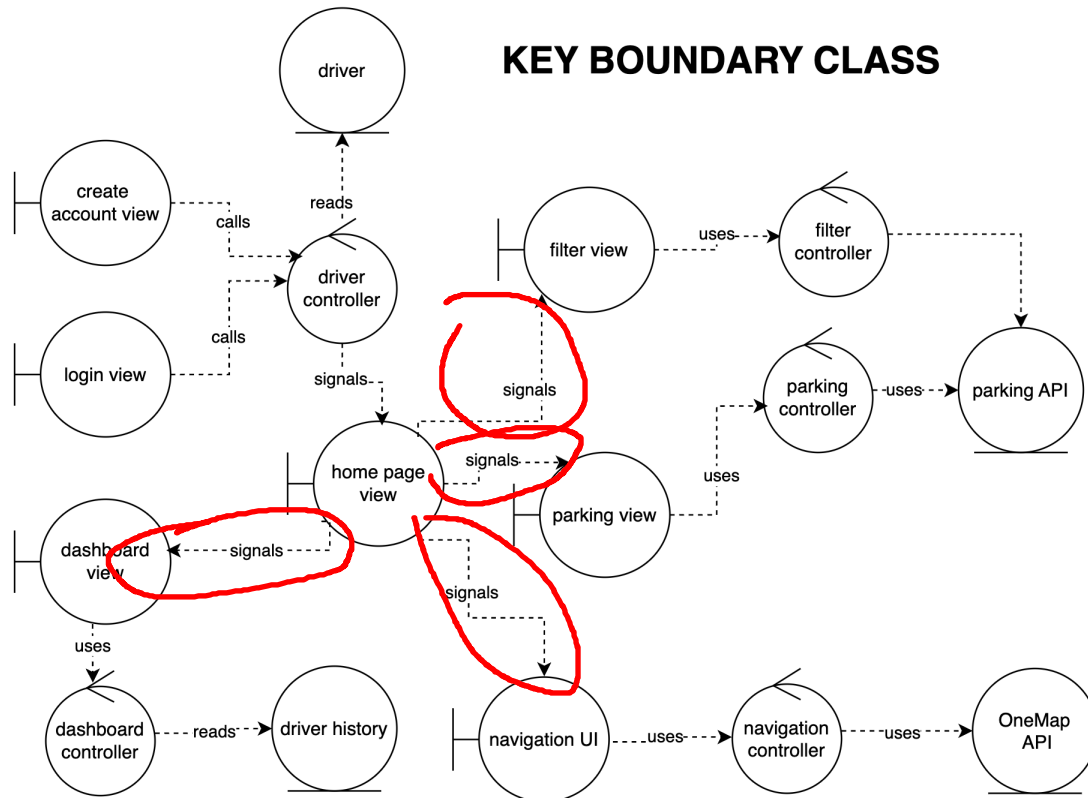 KEY BOUNDARY CLASS
driver
reads
create
account view
calls
driver
controller
login view
calls
signals
filter view
uses
filter
controller
signals
parking
controller
uses
parking API
home page
view
signals
parking view
uses
dashboard
view
signals
signals
uses
dashboard
controller
reads
driver history
navigation UI
uses
navigation
controller
uses
OneMap
API